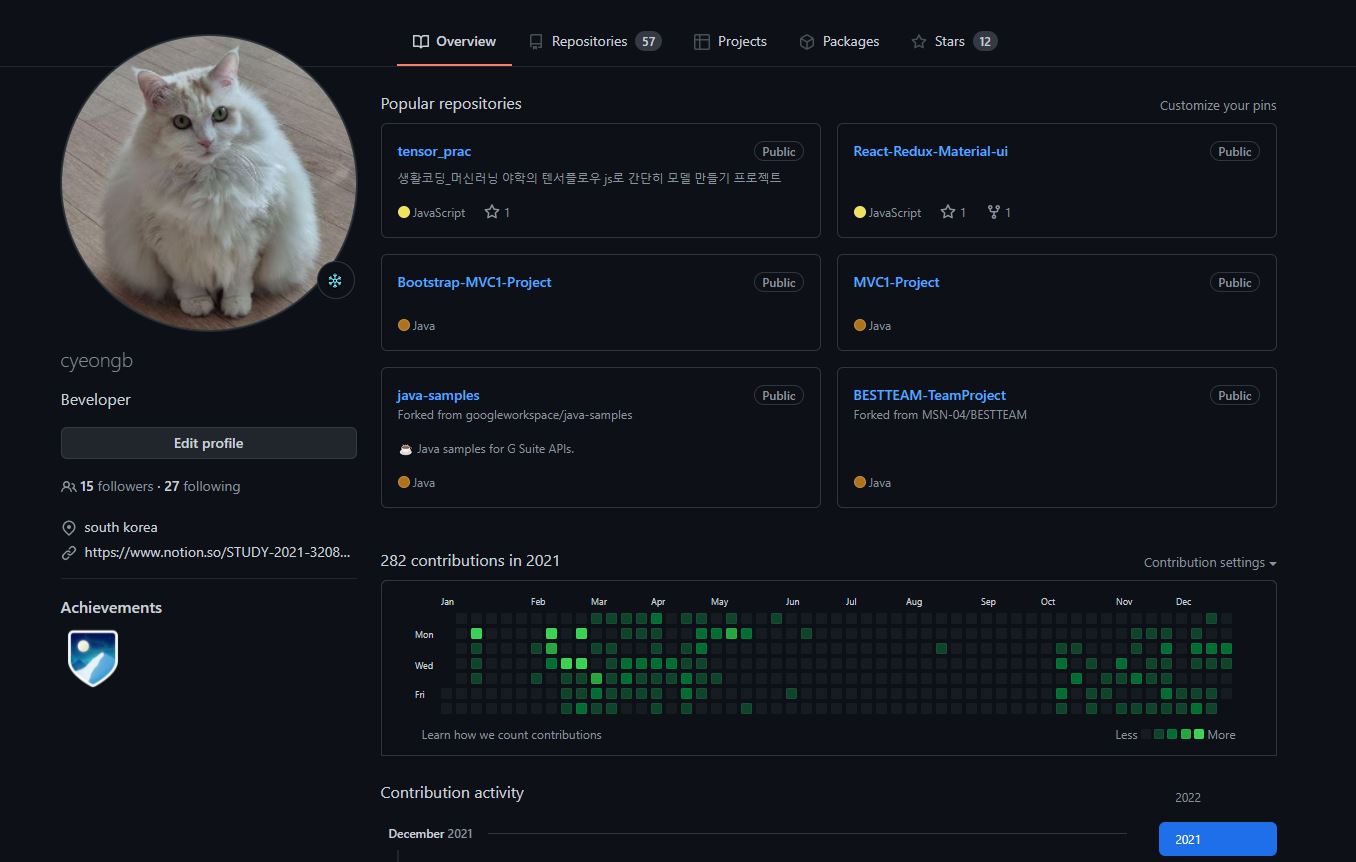 Overview
Repositories 57
Projects
Packages
Stars 12
cyeongb
Beveloper
Edit profile
15 followers · 27 following
south korea
https://www.notion.so/STUDY-2021-3208...
Achievements
Popular repositories
Customize your pins
tensor_prac
Public
생활코딩_머신러닝 야학의 텐서플로우 js로 간단히 모델 만들기 프로젝트
JavaScript 1
React-Redux-Material-ui
Public
JavaScript 1 1
Bootstrap-MVC1-Project
Public
Java
MVC1-Project
Public
Java
java-samples
Public
Forked from googleworkspace/java-samples
Java samples for G Suite APIs.
Java
BESTTEAM-TeamProject
Public
Forked from MSN-04/BESTTEAM
Java
282 contributions in 2021
Contribution settings
Jan Feb Mar Apr May Jun Jul Aug Sep Oct Nov Dec
Mon
Wed
Fri
Learn how we count contributions
Less More
Contribution activity
2022
2021
December 2021